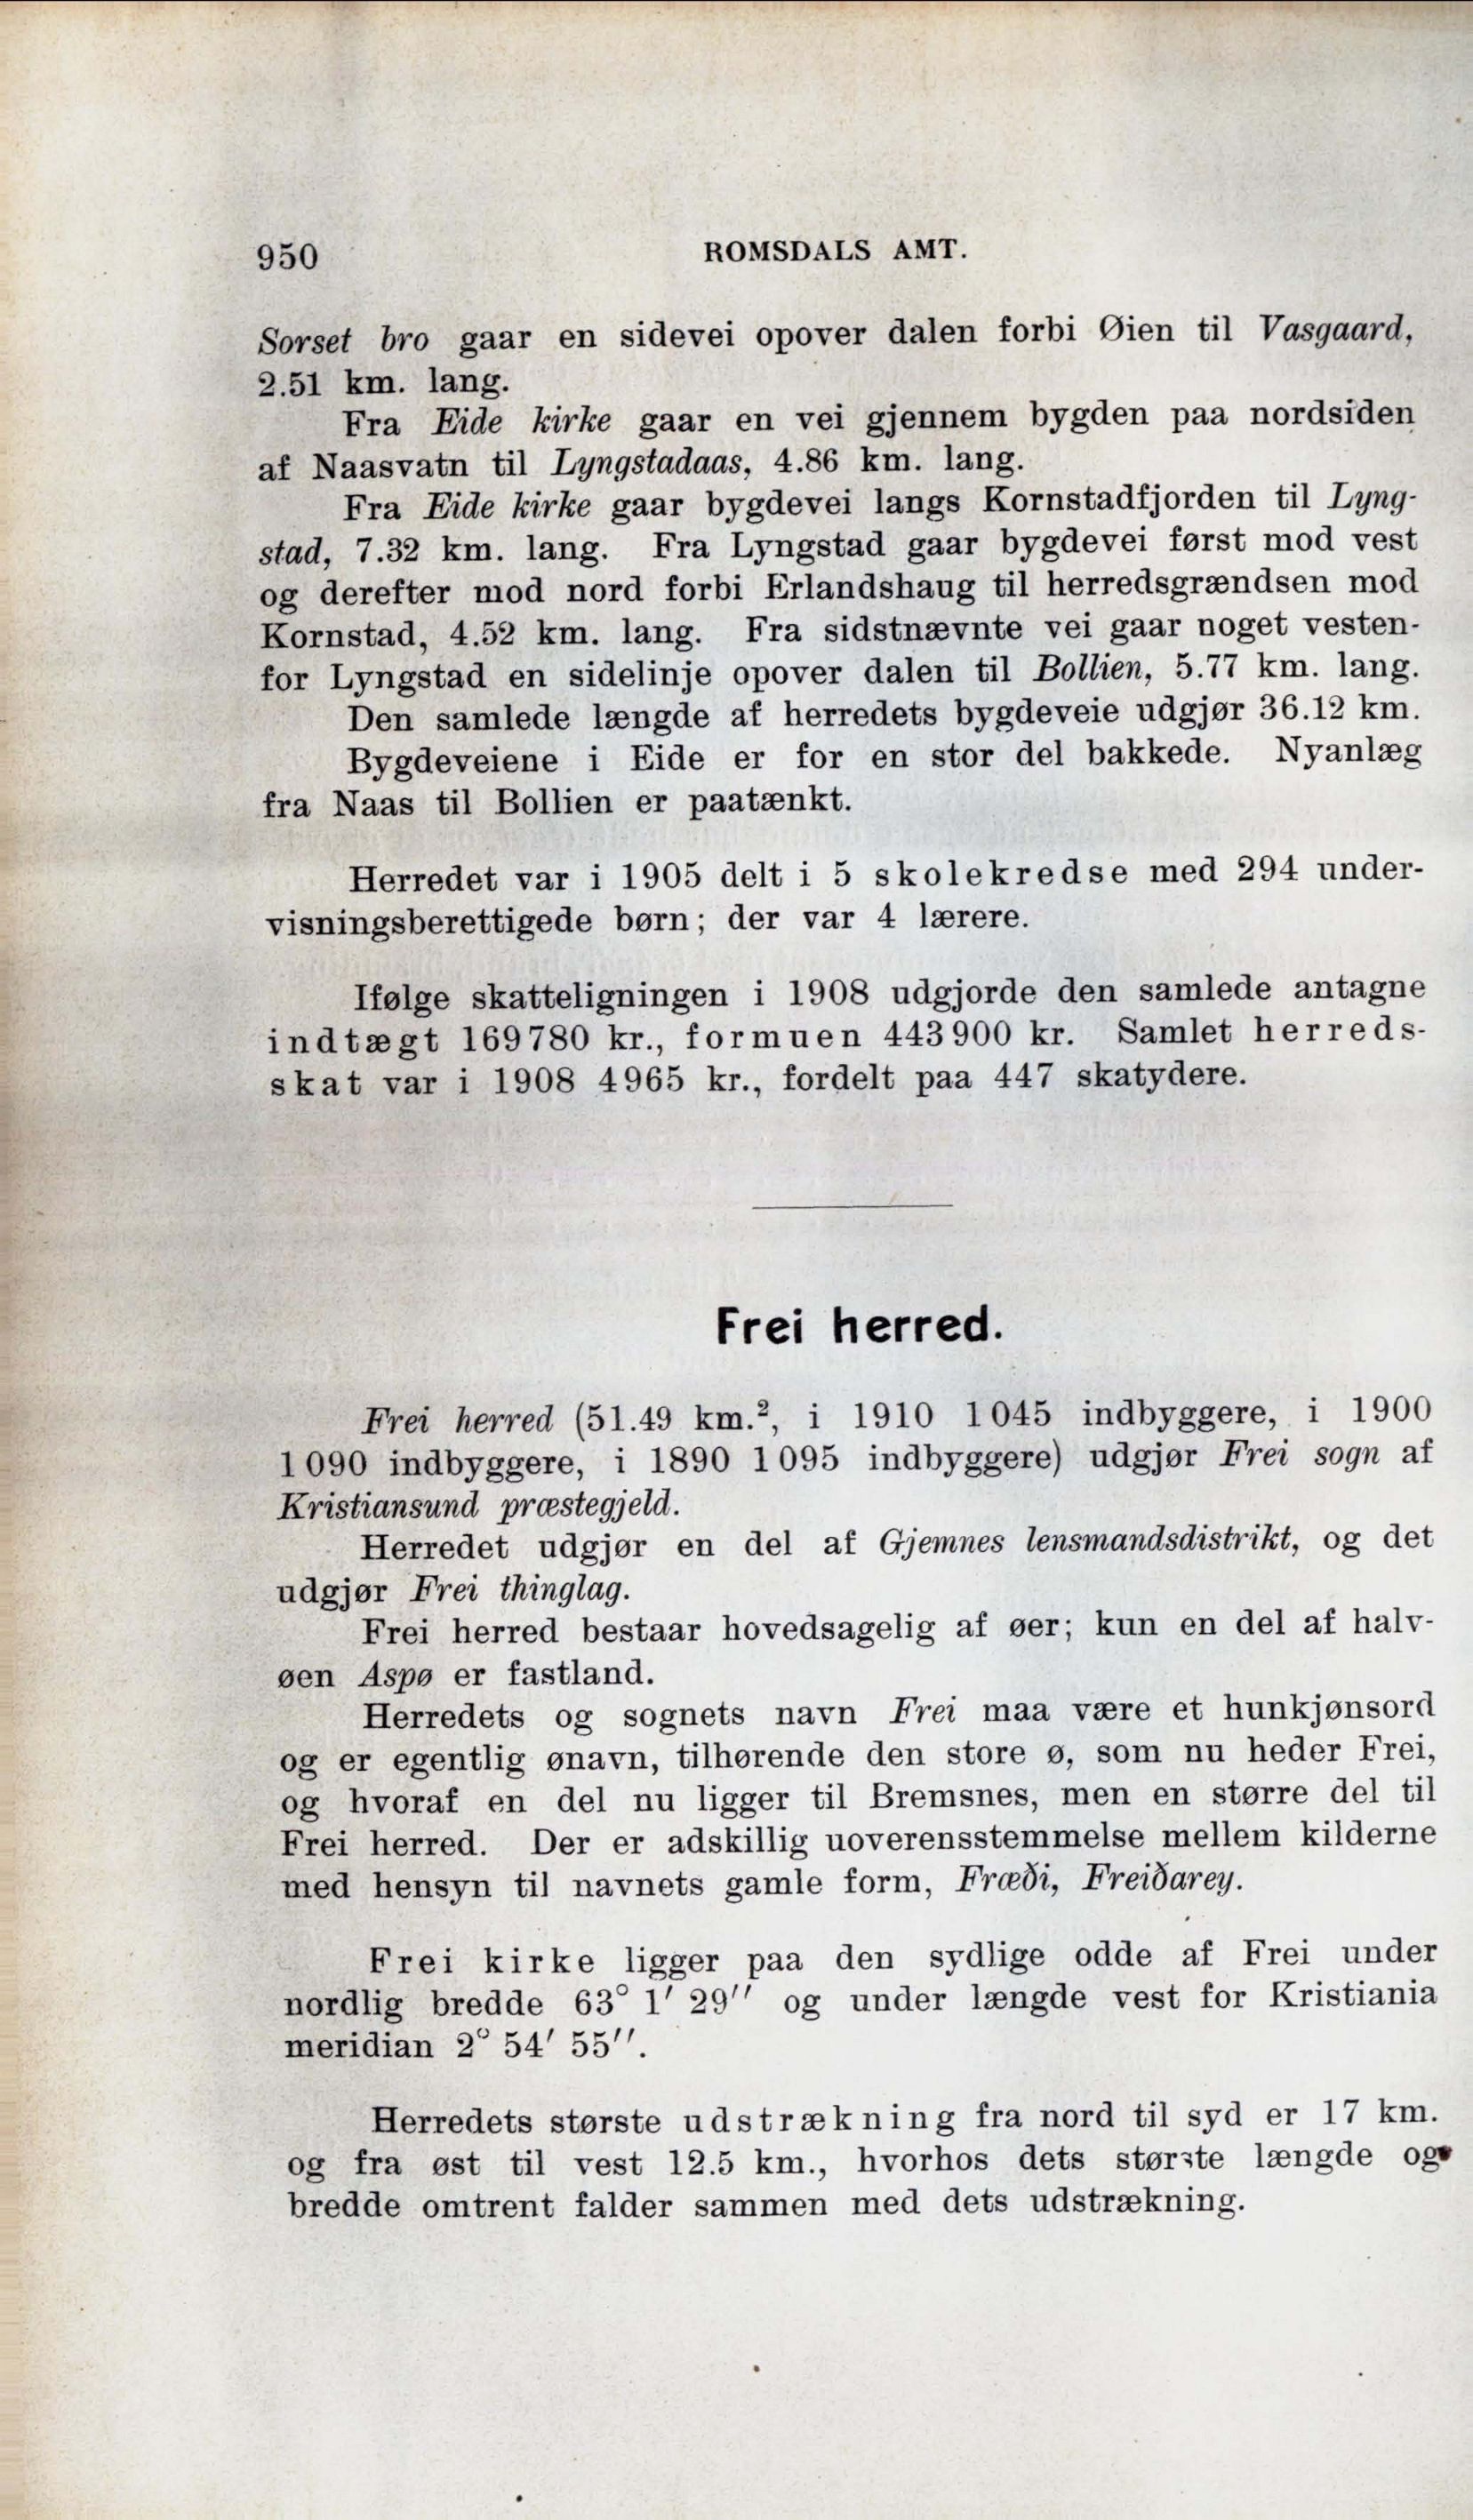 950
ROMSDALS AMT.
Sorset bro gaar en sidevei opover dalen forbi Øien til Vasgaard,
2.51 km. lang.
Fra Eide kirke gaar en vei gjennem bygden paa nordsiden
af Naasvatn til Lyngstadaas, 4.86 km. lang.
Fra Eide kirke gaar bygdevei langs Kornstadfjorden til Lyng-
stad, 7.32 km. lang. Fra Lyngstad gaar bygdevei først mod vest
og derefter mod nord forbi Erlandshaug til herredsgrændsen mod
Kornstad, 4.52 km. lang. Fra sidstnævnte vei gaar noget vesten-
for Lyngstad en sidelinje opover dalen til Bollien, 5.77 km. lang.
Den samlede længde af herredets bygdeveie udgjør 36.12 km.
Bygdeveiene i Eide er for en stor del bakkede. Nyanlæg
fra Naas til Bollien er paatænkt.
Herredet var i 1905 delt i 5 skolekredse med 294 under-
visningsberettigede børn; der var 4 lærere.
Ifølge skatteligningen i 1908 udgjorde den samlede antagne
indtægt 169 780 kr., formuen 443 900 kr. Samlet herreds-
skat var i 1908 4 965 kr., fordelt paa 447 skatydere.
Frei herred.
Frei herred (51.49 km.², i 1910 1 045 indbyggere, i 1900
1 090 indbyggere, i 1890 1 095 indbyggere) udgjør Frei sogn af
Kristiansund præstegjeld.
Herredet udgjør en del af Gjemnes lensmandsdistrikt, og det
udgjør Frei thinglag.
Frei herred bestaar hovedsagelig af øer; kun en del af halv-
øen Aspø er fastland.
Herredets og sognets navn Frei maa være et hunkjønsord
og er egentlig ønavn, tilhørende den store ø, som nu heder Frei,
og hvoraf en del nu ligger til Bremsnes, men en større del til
Frei herred. Der er adskillig uoverensstemmelse mellem kilderne
med hensyn til navnets gamle form, Fræði, Freiðarey.
Frei kirke ligger paa den sydlige odde af Frei under
nordlig bredde 63° 1′ 29″ og under længde vest for Kristiania
meridian 2° 54′ 55″.
Herredets største udstrækning fra nord til syd er 17 km.
og fra øst til vest 12.5 km., hvorhos dets største længde og
bredde omtrent falder sammen med dets udstrækning.